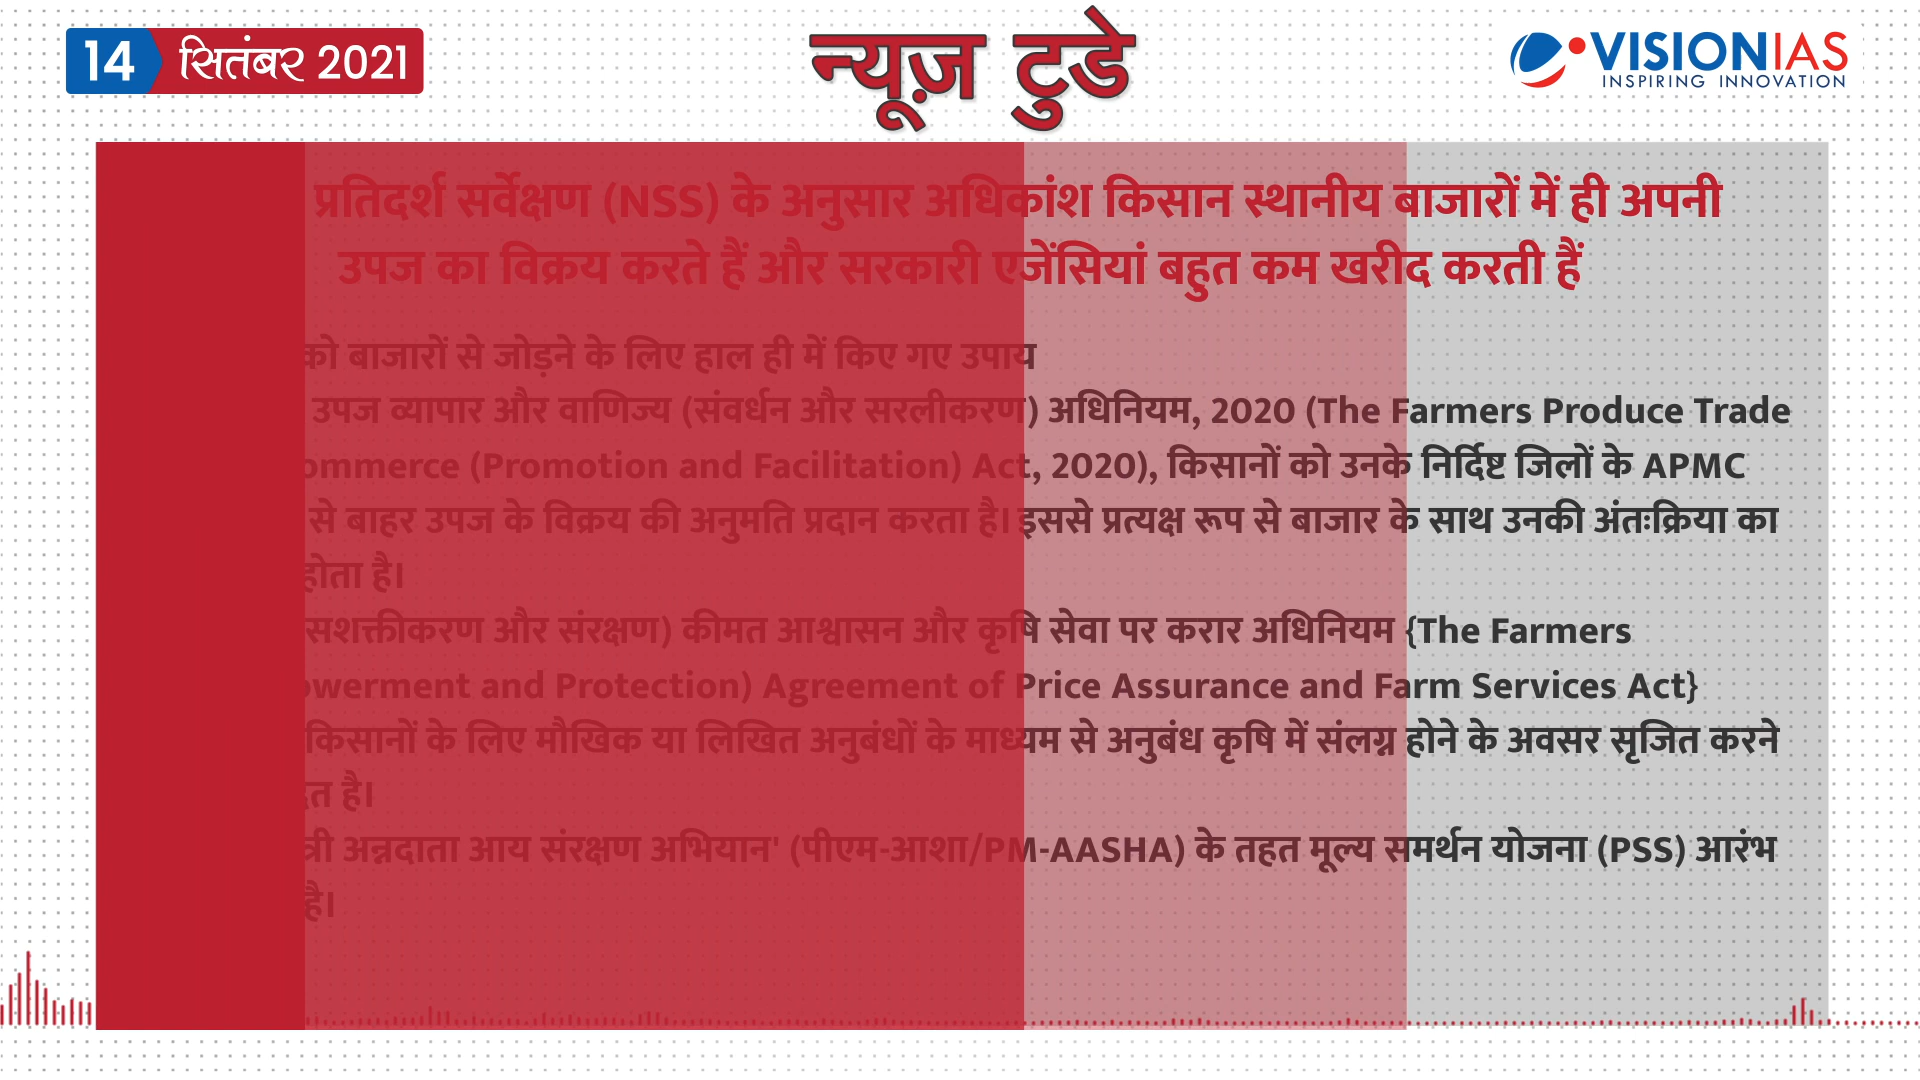 14 सितंबर 2021
न्यूज़ टुडे
VISIONIAS
INSPIRING INNOVATION
प्रतिदर्श सर्वेक्षण (NSS) के अनुसार अधिकांश किसान स्थानीय बाजारों में ही अपनी
उपज का विक्रय करते हैं और सरकारी एजेंसियां बहुत कम खरीद करती हैं
को बाजारों से जोड़ने के लिए हाल ही में किए गए उपाय
उपज व्यापार और वाणिज्य (संवर्धन और सरलीकरण) अधिनियम, 2020 (The Farmers Produce Trade
(Promotion and Facilitation) Act, 2020), किसानों को उनके निर्दिष्ट जिलों के APMC
से बाहर उपज के विक्रय की अनुमति प्रदान करता है। इससे प्रत्यक्ष रूप से बाजार के साथ उनकी अंतःक्रिया का
होता है।
सशक्तीकरण और संरक्षण) कीमत आश्वासन और कृषि सेवा पर करार अधिनियम {The Farmers
and Protection) Agreement of Price Assurance and Farm Services Act}
किसानों के लिए मौखिक या लिखित अनुबंधों के माध्यम से अनुबंध कृषि में संलग्न होने के अवसर सृजित करने
है।
अन्नदाता आय संरक्षण अभियान' (पीएम-आशा/PM-AASHA) के तहत मूल्य समर्थन योजना (PSS) आरंभ
है।